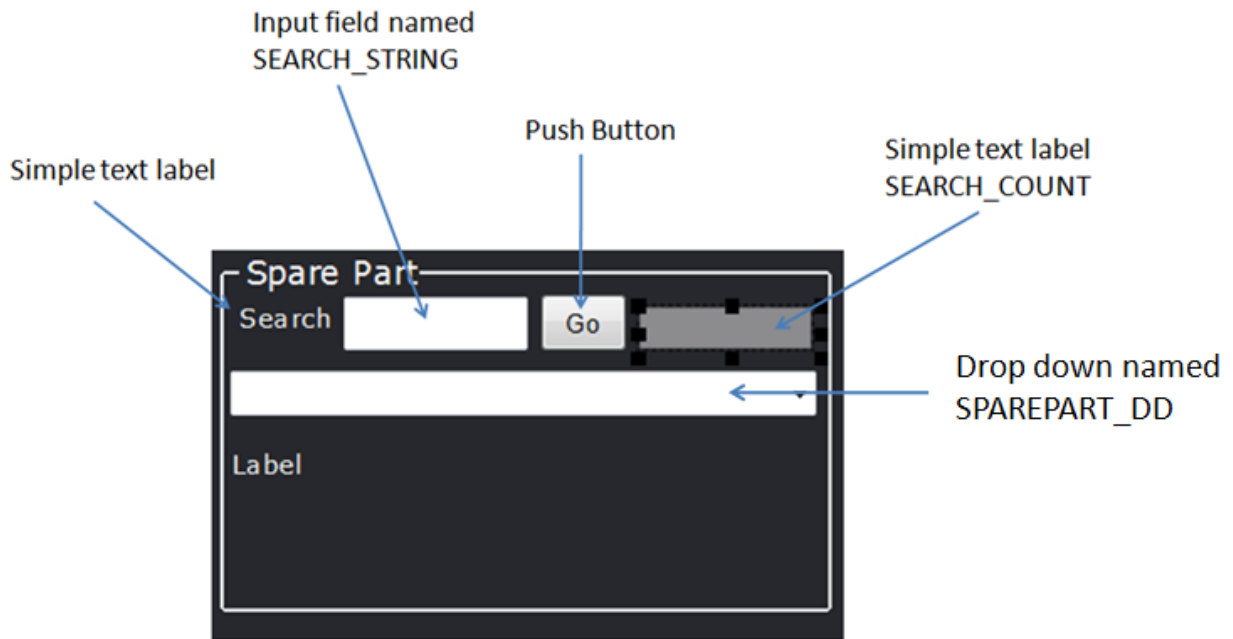 Input field named
SEARCH_STRING
Push Button
Simple text label
SEARCH_COUNT
Simple text label
Spare Part
Search
Go
Drop down named
SPAREPART_DD
Label